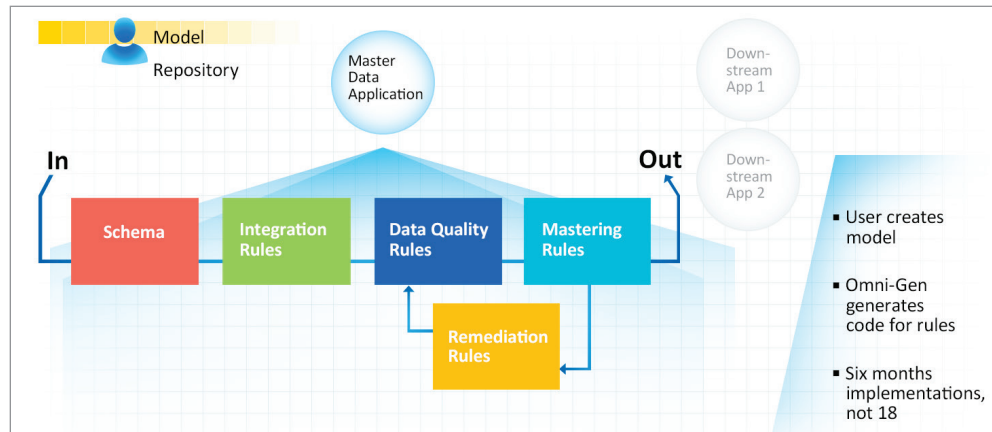 Model
Repository
Master
Data
Application
Down-
stream
App 1
Down-
stream
App 2
In
Out
Schema
Integration
Rules
Data Quality
Rules
Mastering
Rules
Remediation
Rules
▪ User creates
model
▪ Omni-Gen
generates
code for rules
▪ Six months
implementations,
not 18